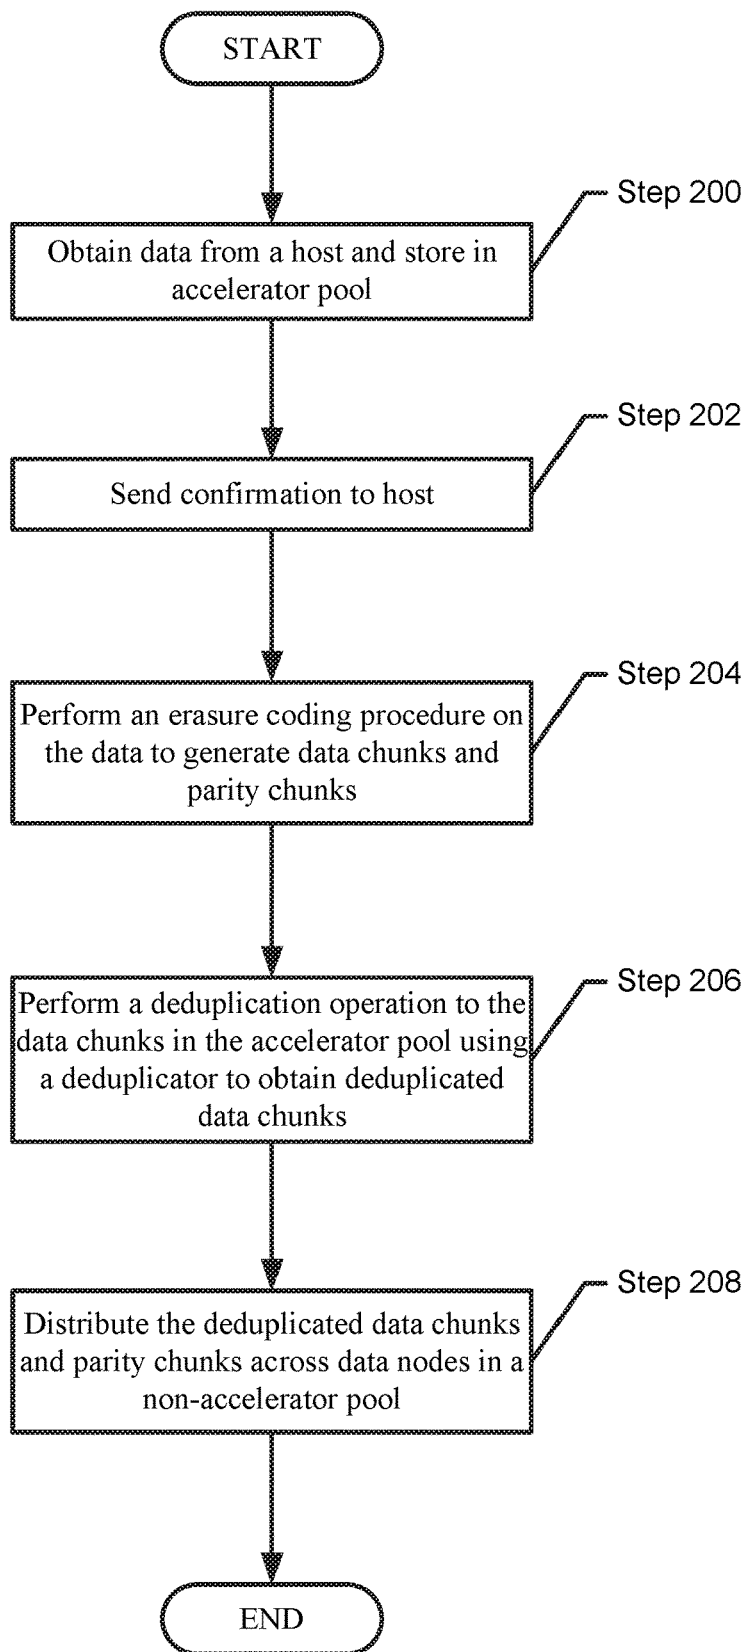 START
Step 200
Obtain data from a host and store in
accelerator pool
Step 202
Send confirmation to host
Step 204
Perform an erasure coding procedure on
the data to generate data chunks and
parity chunks
Step 206
Perform a deduplication operation to the
data chunks in the accelerator pool using
a deduplicator to obtain deduplicated
data chunks
Step 208
Distribute the deduplicated data chunks
and parity chunks across data nodes in a
non-accelerator pool
END